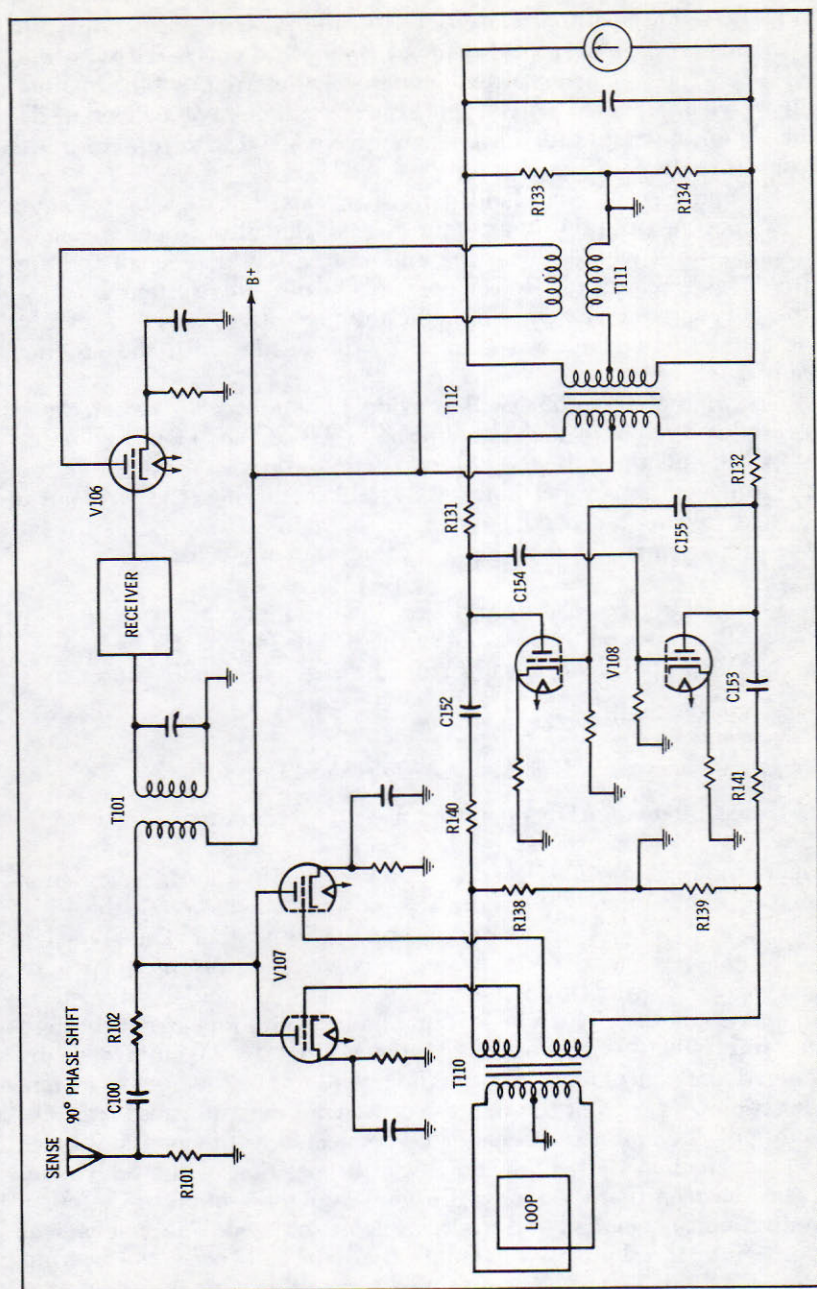 SENSE
90° PHASE SHIFT
C100
R102
R101
T101
RECEIVER
V106
B+
V107
T110
LOOP
R138
R139
R140
R141
C152
C153
V108
C154
C155
R131
R132
T112
T111
R133
R134